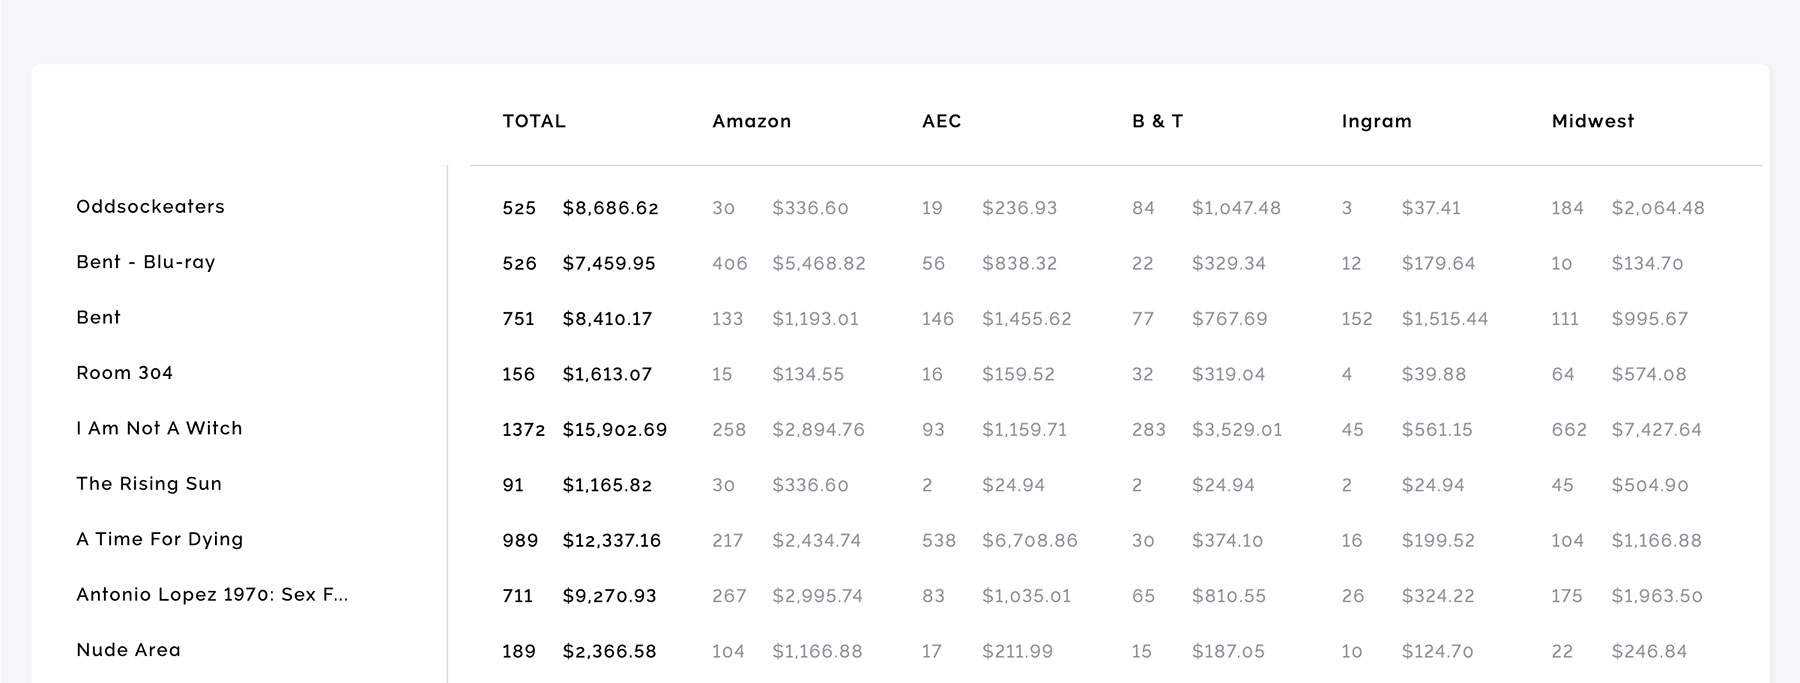 TOTAL Amazon AEC B & T Ingram Midwest
Oddsockeaters 525 $8,686.62 30 $336.60 19 $236.93 84 $1,047.48 3 $37.41 184 $2,064.48
Bent - Blu-ray 526 $7,459.95 406 $5,468.82 56 $838.32 22 $329.34 12 $179.64 10 $134.70
Bent 751 $8,410.17 133 $1,193.01 146 $1,455.62 77 $767.69 152 $1,515.44 111 $995.67
Room 304 156 $1,613.07 15 $134.55 16 $159.52 32 $319.04 4 $39.88 64 $574.08
I Am Not A Witch 1372 $15,902.69 258 $2,894.76 93 $1,159.71 283 $3,529.01 45 $561.15 662 $7,427.64
The Rising Sun 91 $1,165.82 30 $336.60 2 $24.94 2 $24.94 2 $24.94 45 $504.90
A Time For Dying 989 $12,337.16 217 $2,434.74 538 $6,708.86 30 $374.10 16 $199.52 104 $1,166.88
Antonio Lopez 1970: Sex F... 711 $9,270.93 267 $2,995.74 83 $1,035.01 65 $810.55 26 $324.22 175 $1,963.50
Nude Area 189 $2,366.58 104 $1,166.88 17 $211.99 15 $187.05 10 $124.70 22 $246.84